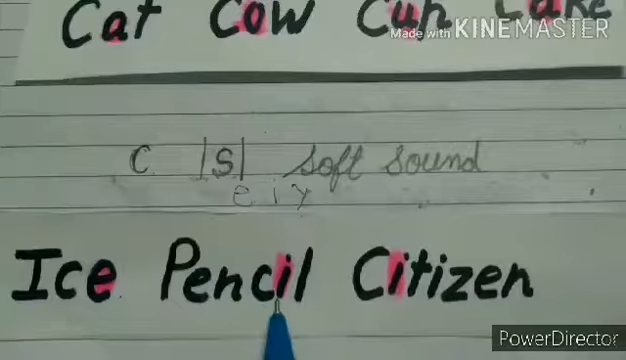 Cat Cow Cup Cake
Made with KINEMASTER
C /S/ soft sound
e i y
Ice Pencil Citizen
PowerDirector